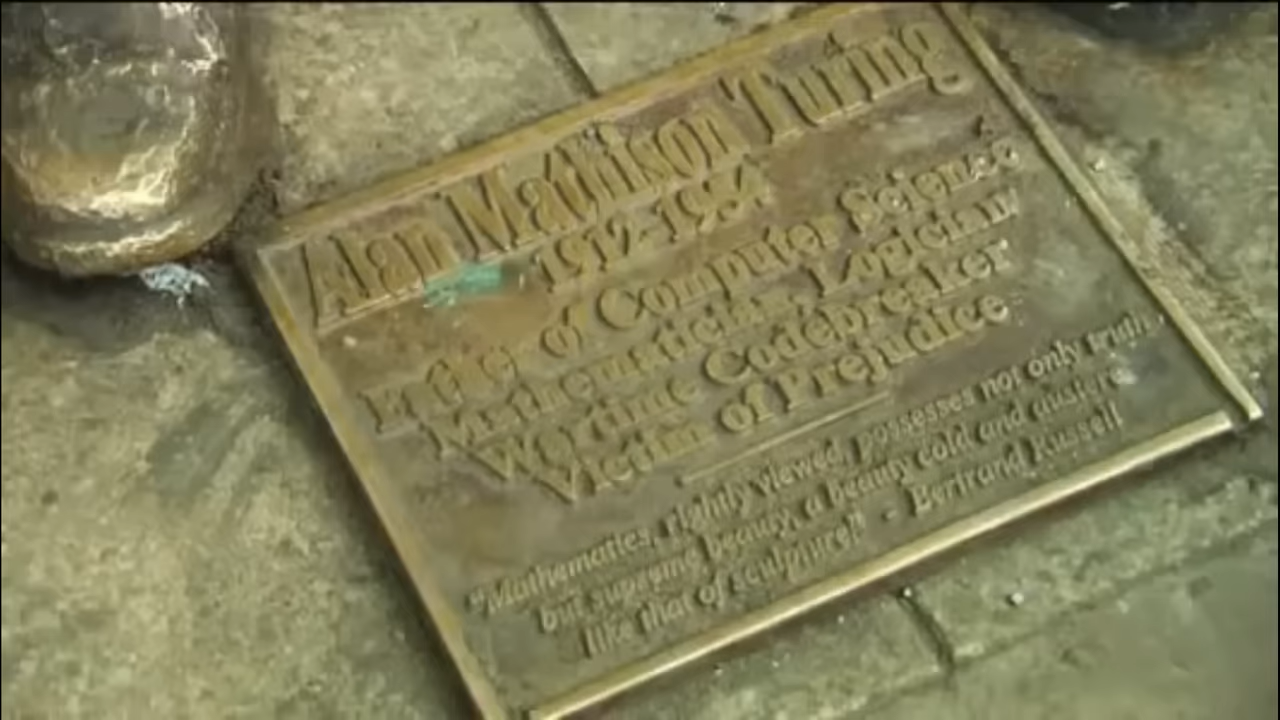 Alan Mathison Turing
1912-1954
Father of Computer Science
Mathematician, Logician
Wartime Codebreaker
Victim of Prejudice
"Mathematics, rightly viewed, possesses not only truth
but supreme beauty, a beauty cold and austere
like that of sculpture." - Bertrand Russell